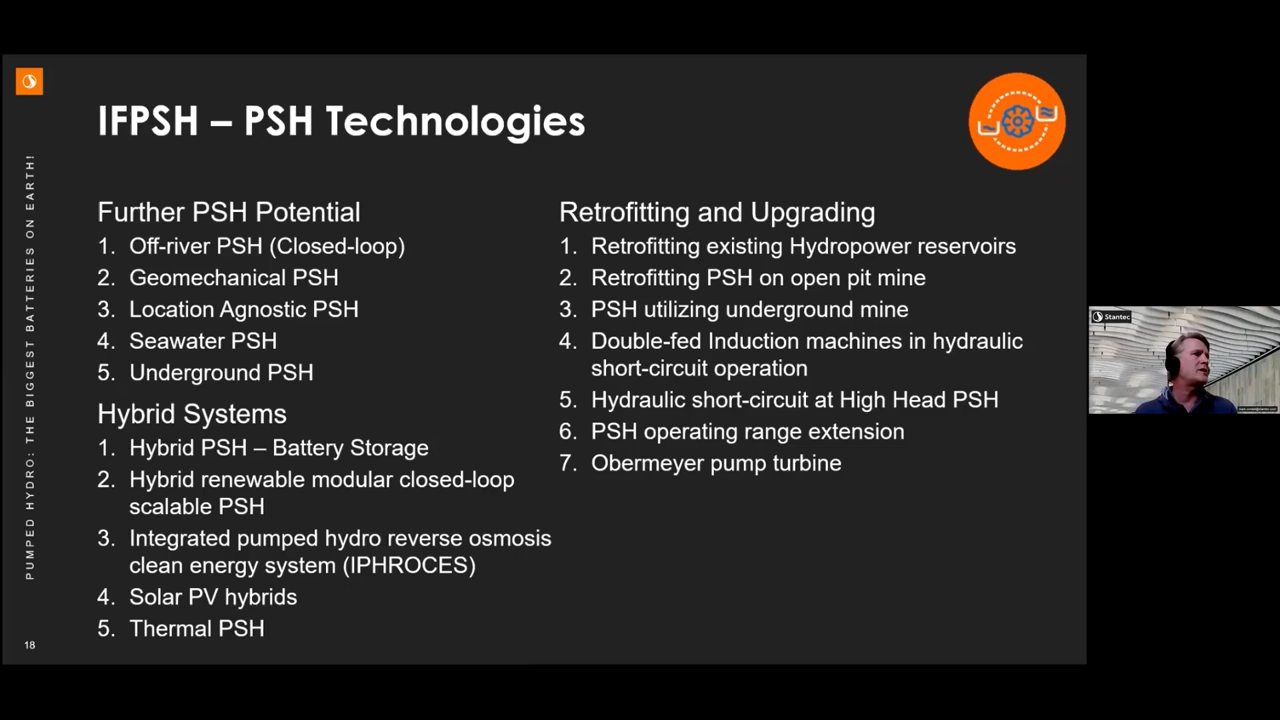 IFPSH – PSH Technologies
Further PSH Potential
1. Off-river PSH (Closed-loop)
2. Geomechanical PSH
3. Location Agnostic PSH
4. Seawater PSH
5. Underground PSH
Hybrid Systems
1. Hybrid PSH – Battery Storage
2. Hybrid renewable modular closed-loop
scalable PSH
3. Integrated pumped hydro reverse osmosis
clean energy system (IPHROCES)
4. Solar PV hybrids
5. Thermal PSH
Retrofitting and Upgrading
1. Retrofitting existing Hydropower reservoirs
2. Retrofitting PSH on open pit mine
3. PSH utilizing underground mine
4. Double-fed Induction machines in hydraulic
short-circuit operation
5. Hydraulic short-circuit at High Head PSH
6. PSH operating range extension
7. Obermeyer pump turbine
PUMPED HYDRO: THE BIGGEST BATTERIES ON EARTH!
18
Stantec